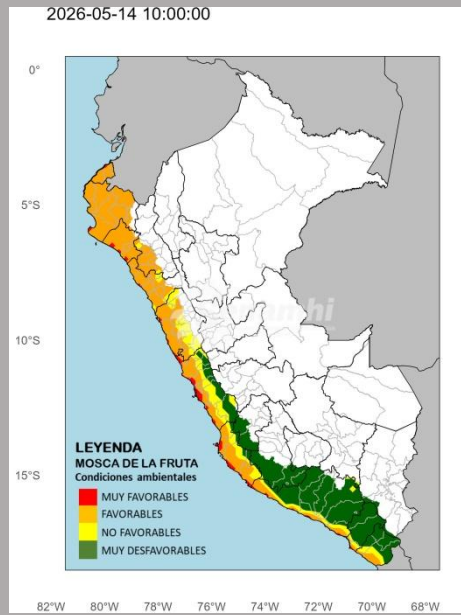 2026-05-14 10:00:00
0°
5°S
10°S
15°S
senamhi
LEYENDA
MOSCA DE LA FRUTA
Condiciones ambientales
MUY FAVORABLES
FAVORABLES
NO FAVORABLES
MUY DESFAVORABLES
82°W 80°W 78°W 76°W 74°W 72°W 70°W 68°W